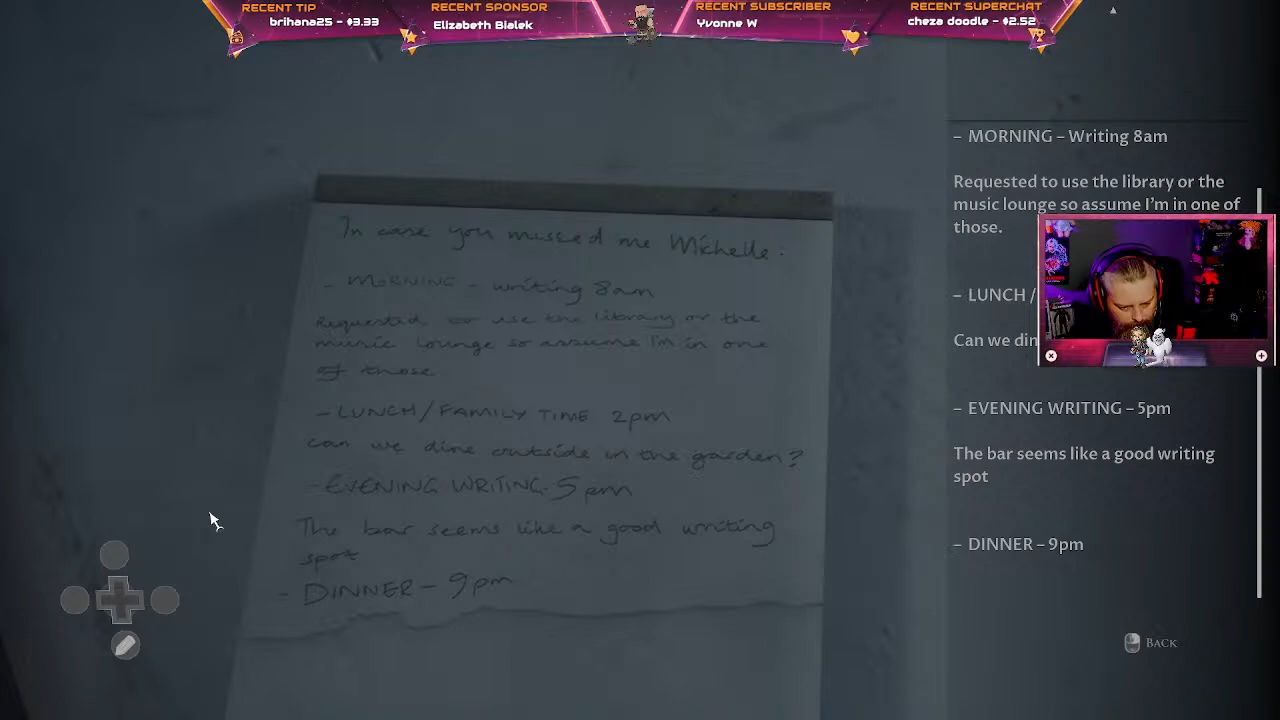 RECENT TIP
brihana25 - $3.33
RECENT SPONSOR
Elizabeth Bialek
RECENT SUBSCRIBER
Yvonne W
RECENT SUPERCHAT
cheza doodle - $2.52
In case you missed me Michelle:
- MORNING - writing 8am
Requested to use the library or the
music lounge so assume I'm in one
of those
- LUNCH/FAMILY TIME 2pm
can we dine outside in the garden?
- EVENING WRITING. 5pm
The bar seems like a good writing
spot
- DINNER - 9pm
– MORNING – Writing 8am
Requested to use the library or the
music lounge so assume I'm in one of
those.
– LUNCH /
Can we din
– EVENING WRITING – 5pm
The bar seems like a good writing
spot
– DINNER – 9pm
BACK